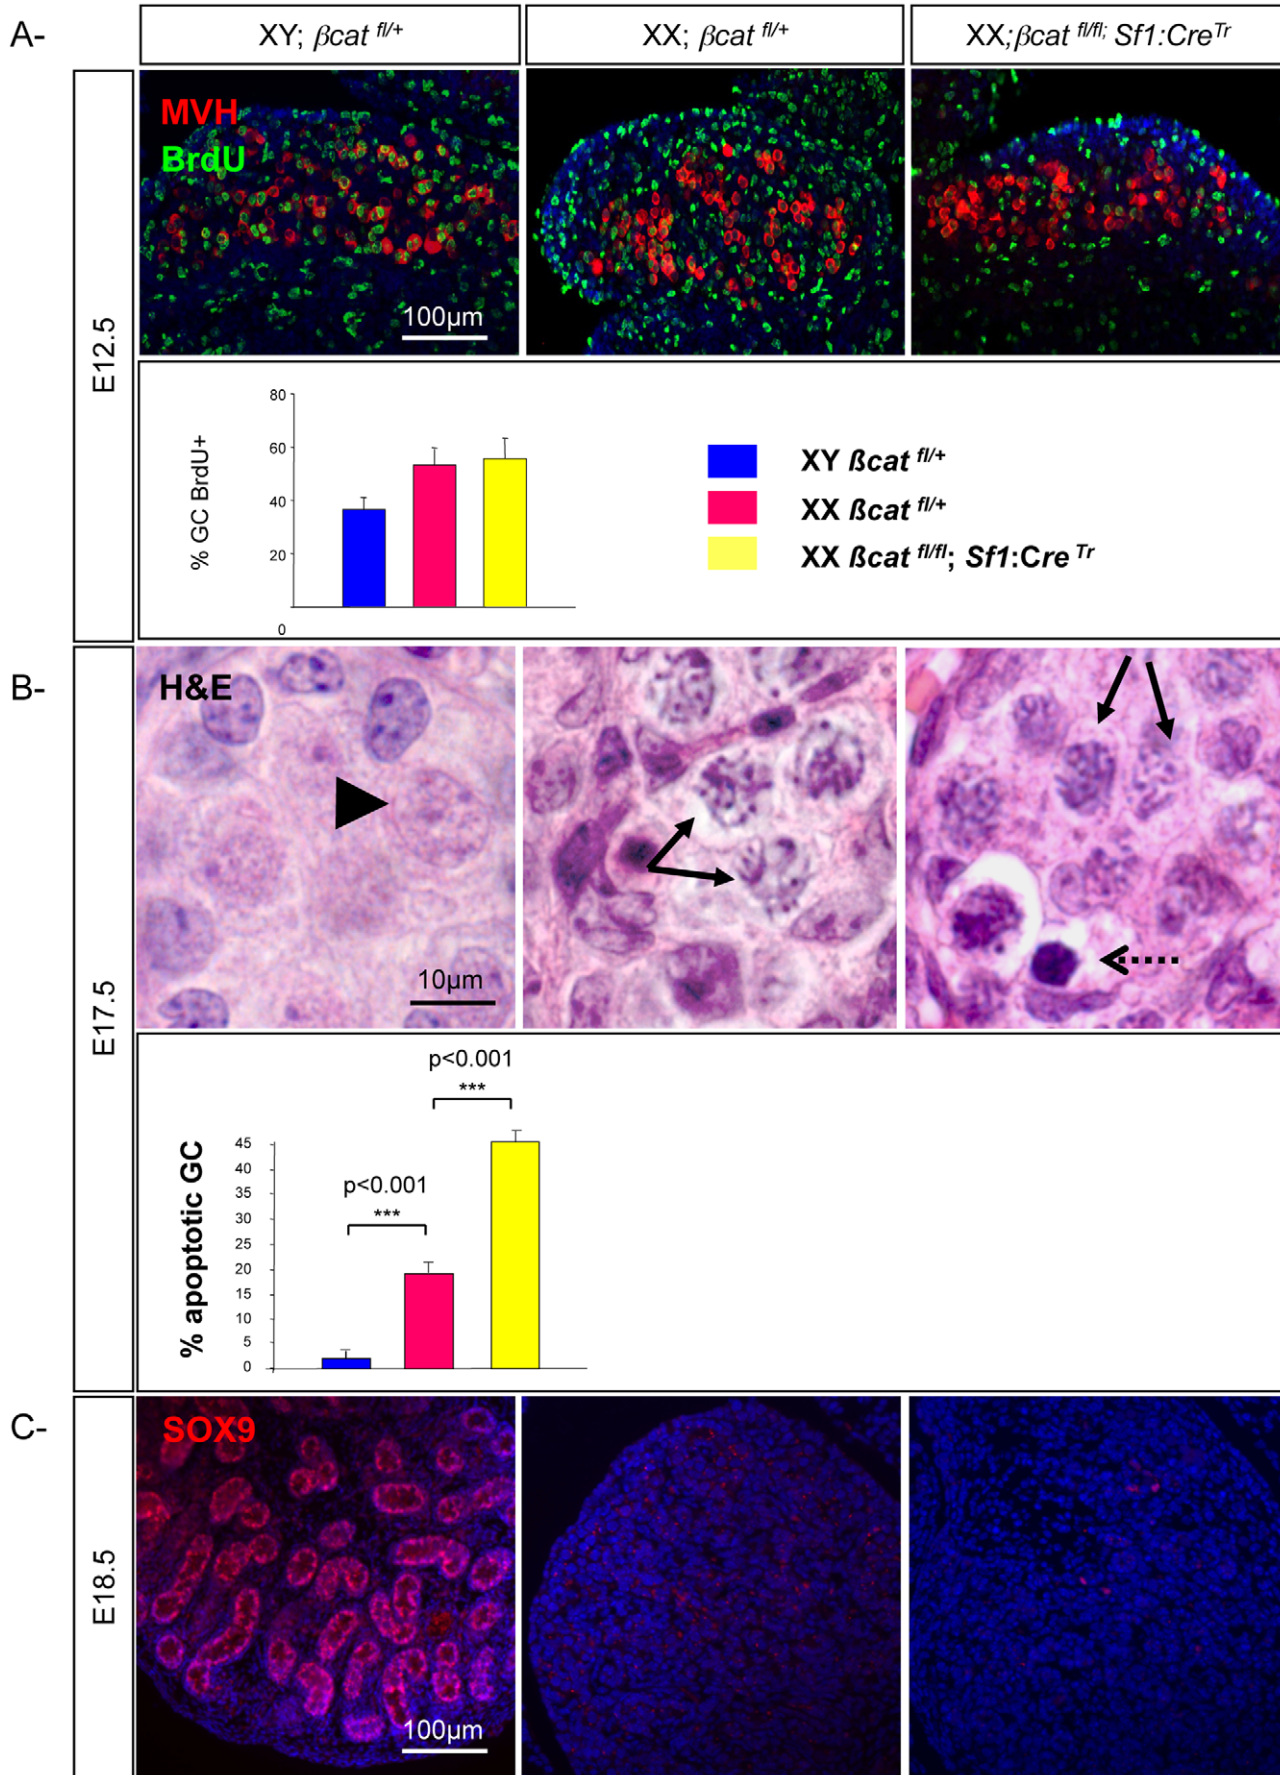 A-
XY; βcat fl/+
XX; βcat fl/+
XX;βcat fl/fl; Sf1:CreTr
E12.5
MVH
BrdU
100µm
% GC BrdU+
80
60
40
20
0
XY ßcat fl/+
XX ßcat fl/+
XX ßcat fl/fl; Sf1:Cre Tr
B-
E17.5
H&E
10µm
% apoptotic GC
45
40
35
30
25
20
15
10
5
0
p<0.001
***
p<0.001
***
C-
E18.5
SOX9
100µm